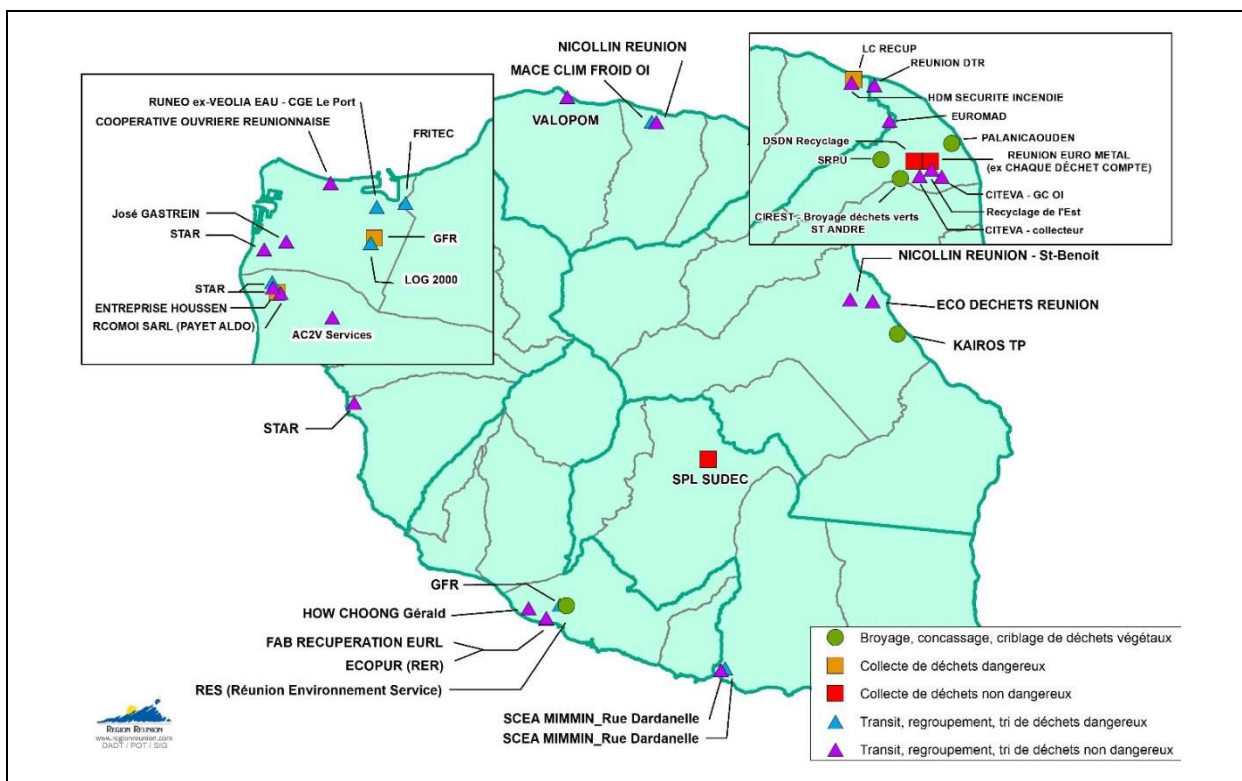 NICOLLIN REUNION
MACE CLIM FROID OI
VALOPOM
RUNEO ex-VEOLIA EAU - CGE Le Port
COOPERATIVE OUVRIERE REUNIONNAISE
FRITEC
José GASTREIN
STAR
GFR
LOG 2000
STAR
ENTREPRISE HOUSSEN
RCOMOI SARL (PAYET ALDO)
AC2V Services
LC RECUP
REUNION DTR
HDM SECURITE INCENDIE
EUROMAD
PALANICAOUDEN
DSDN Recyclage
SRPU
REUNION EURO METAL
(ex CHAQUE DÉCHET COMPTE)
CITEVA - GC OI
CIREST - Broyage déchets verts
ST ANDRE
Recyclage de l'Est
CITEVA - collecteur
NICOLLIN REUNION - St-Benoit
ECO DECHETS REUNION
KAIROS TP
STAR
SPL SUDEC
GFR
HOW CHOONG Gérald
FAB RECUPERATION EURL
ECOPUR (RER)
RES (Réunion Environnement Service)
SCEA MIMMIN_Rue Dardanelle
SCEA MIMMIN_Rue Dardanelle
Broyage, concassage, criblage de déchets végétaux
Collecte de déchets dangereux
Collecte de déchets non dangereux
Transit, regroupement, tri de déchets dangereux
Transit, regroupement, tri de déchets non dangereux
REGION REUNION
www.regionreunion.com
DADT / PDT / SIG